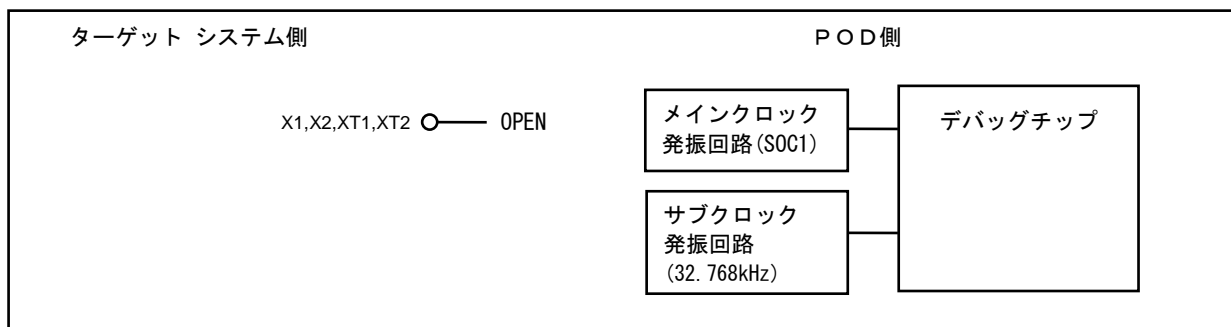 ターゲット システム側
POD側
X1,X2,XT1,XT2
OPEN
メインクロック
発振回路(SOC1)
デバッグチップ
サブクロック
発振回路
(32.768kHz)